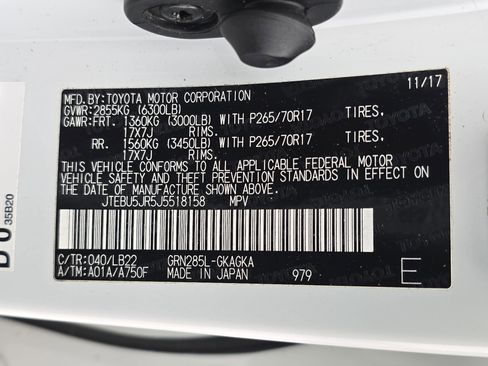 11/17
MFD.BY:TOYOTA MOTOR CORPORATION
GVWR:2855KG (6300LB)
GAWR:FRT. 1360KG (3000LB) WITH P265/70R17 TIRES,
17X7J RIMS.
RR. 1560KG (3450LB) WITH P265/70R17 TIRES,
17X7J RIMS.
THIS VEHICLE CONFORMS TO ALL APPLICABLE FEDERAL MOTOR
VEHICLE SAFETY AND THEFT PREVENTION STANDARDS IN EFFECT
ON THE DATE OF MANUFACTURE SHOWN ABOVE.
JTEBU5JR5J5518158 MPV
C/TR:040/LB22 GRN285L-GKAGKA
A/TM:A01A/A750F MADE IN JAPAN 979 E
35B20